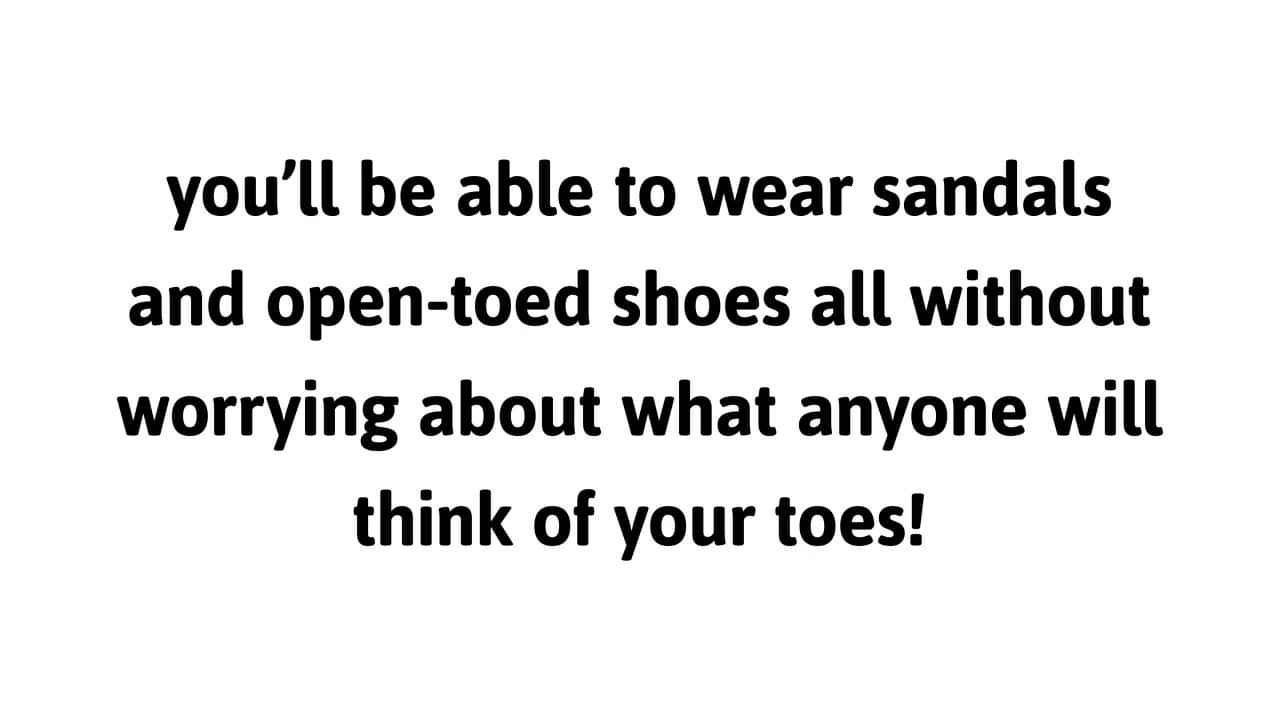 you’ll be able to wear sandals
and open-toed shoes all without
worrying about what anyone will
think of your toes!